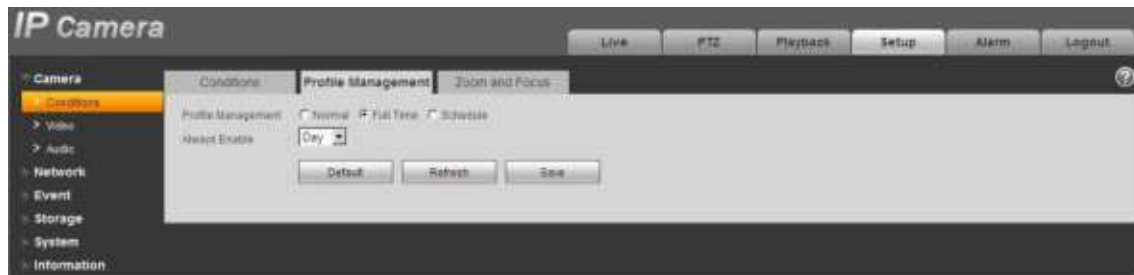 IP Camera
Live PTZ Playback Setup Alarm Logout
Camera
Conditions
Video
Audio
Network
Event
Storage
System
Information
Conditions Profile Management Zoom and Focus
Profile Management Normal Full Time Schedule
Always Enable Day
Default Refresh Save
?